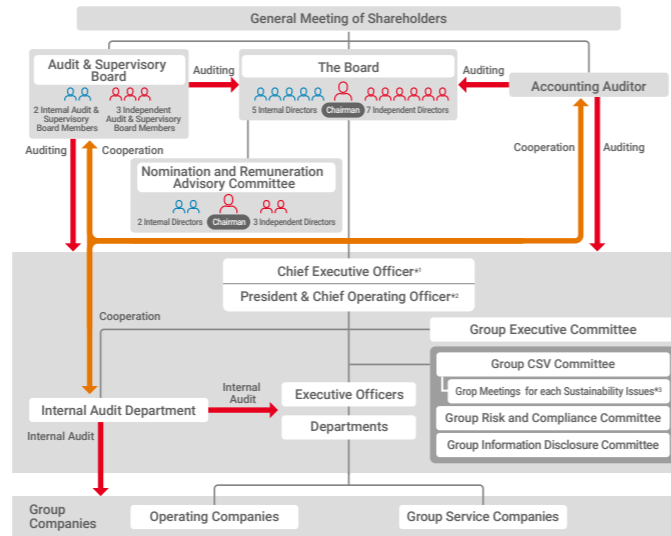 General Meeting of Shareholders
Audit & Supervisory
Board
2 Internal Audit &
Supervisory
Board Members
3 Independent
Audit & Supervisory
Board Members
Auditing
The Board
5 Internal Directors
Chairman
7 Independent Directors
Auditing
Accounting Auditor
Auditing
Cooperation
Cooperation
Auditing
Nomination and Remuneration
Advisory Committee
2 Internal Directors
Chairman
3 Independent Directors
Chief Executive Officer*1
President & Chief Operating Officer*2
Cooperation
Group Executive Committee
Group CSV Committee
Grop Meetings for each Sustainability Issues*3
Group Risk and Compliance Committee
Group Information Disclosure Committee
Internal Audit Department
Internal
Audit
Executive Officers
Departments
Internal Audit
Group
Companies
Operating Companies
Group Service Companies